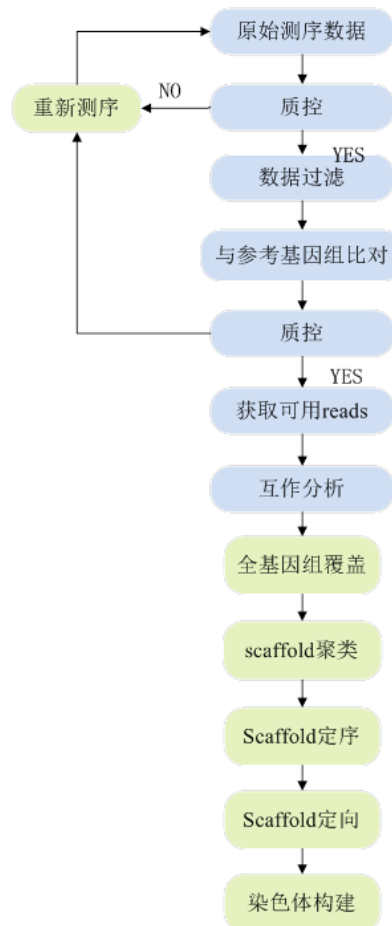 原始测序数据
NO
重新测序
质控
YES
数据过滤
与参考基因组比对
质控
YES
获取可用reads
互作分析
全基因组覆盖
scaffold聚类
Scaffold定序
Scaffold定向
染色体构建